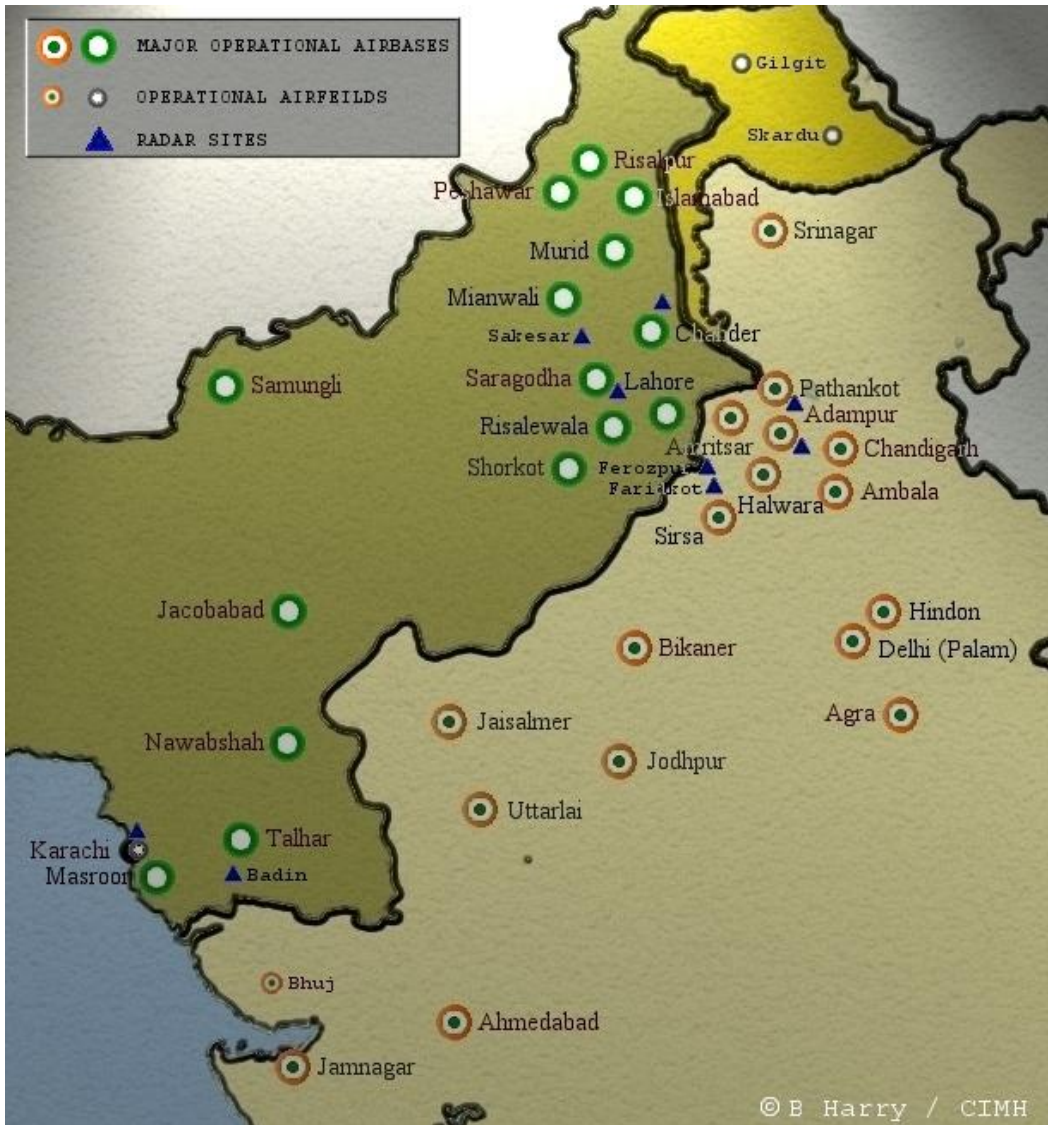 MAJOR OPERATIONAL AIRBASES
OPERATIONAL AIRFEILDS
RADAR SITES
Gilgit
Skardu
Risalpur
Peshawar
Islamabad
Srinagar
Murid
Mianwali
Sakesar
Chander
Samungli
Saragodha
Lahore
Pathankot
Risalewala
Adampur
Amritsar
Chandigarh
Shorkot
Ferozpur
Faridkot
Ambala
Halwara
Sirsa
Jacobabad
Hindon
Bikaner
Delhi (Palam)
Agra
Jaisalmer
Nawabshah
Jodhpur
Uttarlai
Talhar
Karachi
Masroor
Badin
Bhuj
Ahmedabad
Jamnagar
© B Harry / CIMH